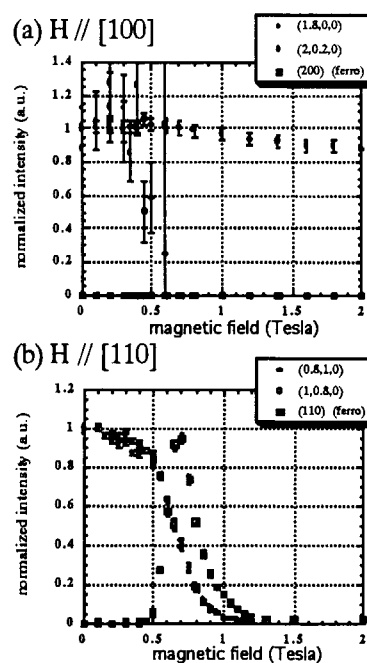 (a) H // [100]
(1.8,0,0)
(2,0.2,0)
(200) (ferro)
normalized intensity (a.u.)
1.4
1.2
1
0.8
0.6
0.4
0.2
0
0 0.5 1 1.5 2
magnetic field (Tesla)
(b) H // [110]
(0.8,1,0)
(1,0.8,0)
(110) (ferro)
normalized intensity (a.u.)
1.2
1
0.8
0.6
0.4
0.2
0
0 0.5 1.0 1.5 2
magnetic field (Tesla)